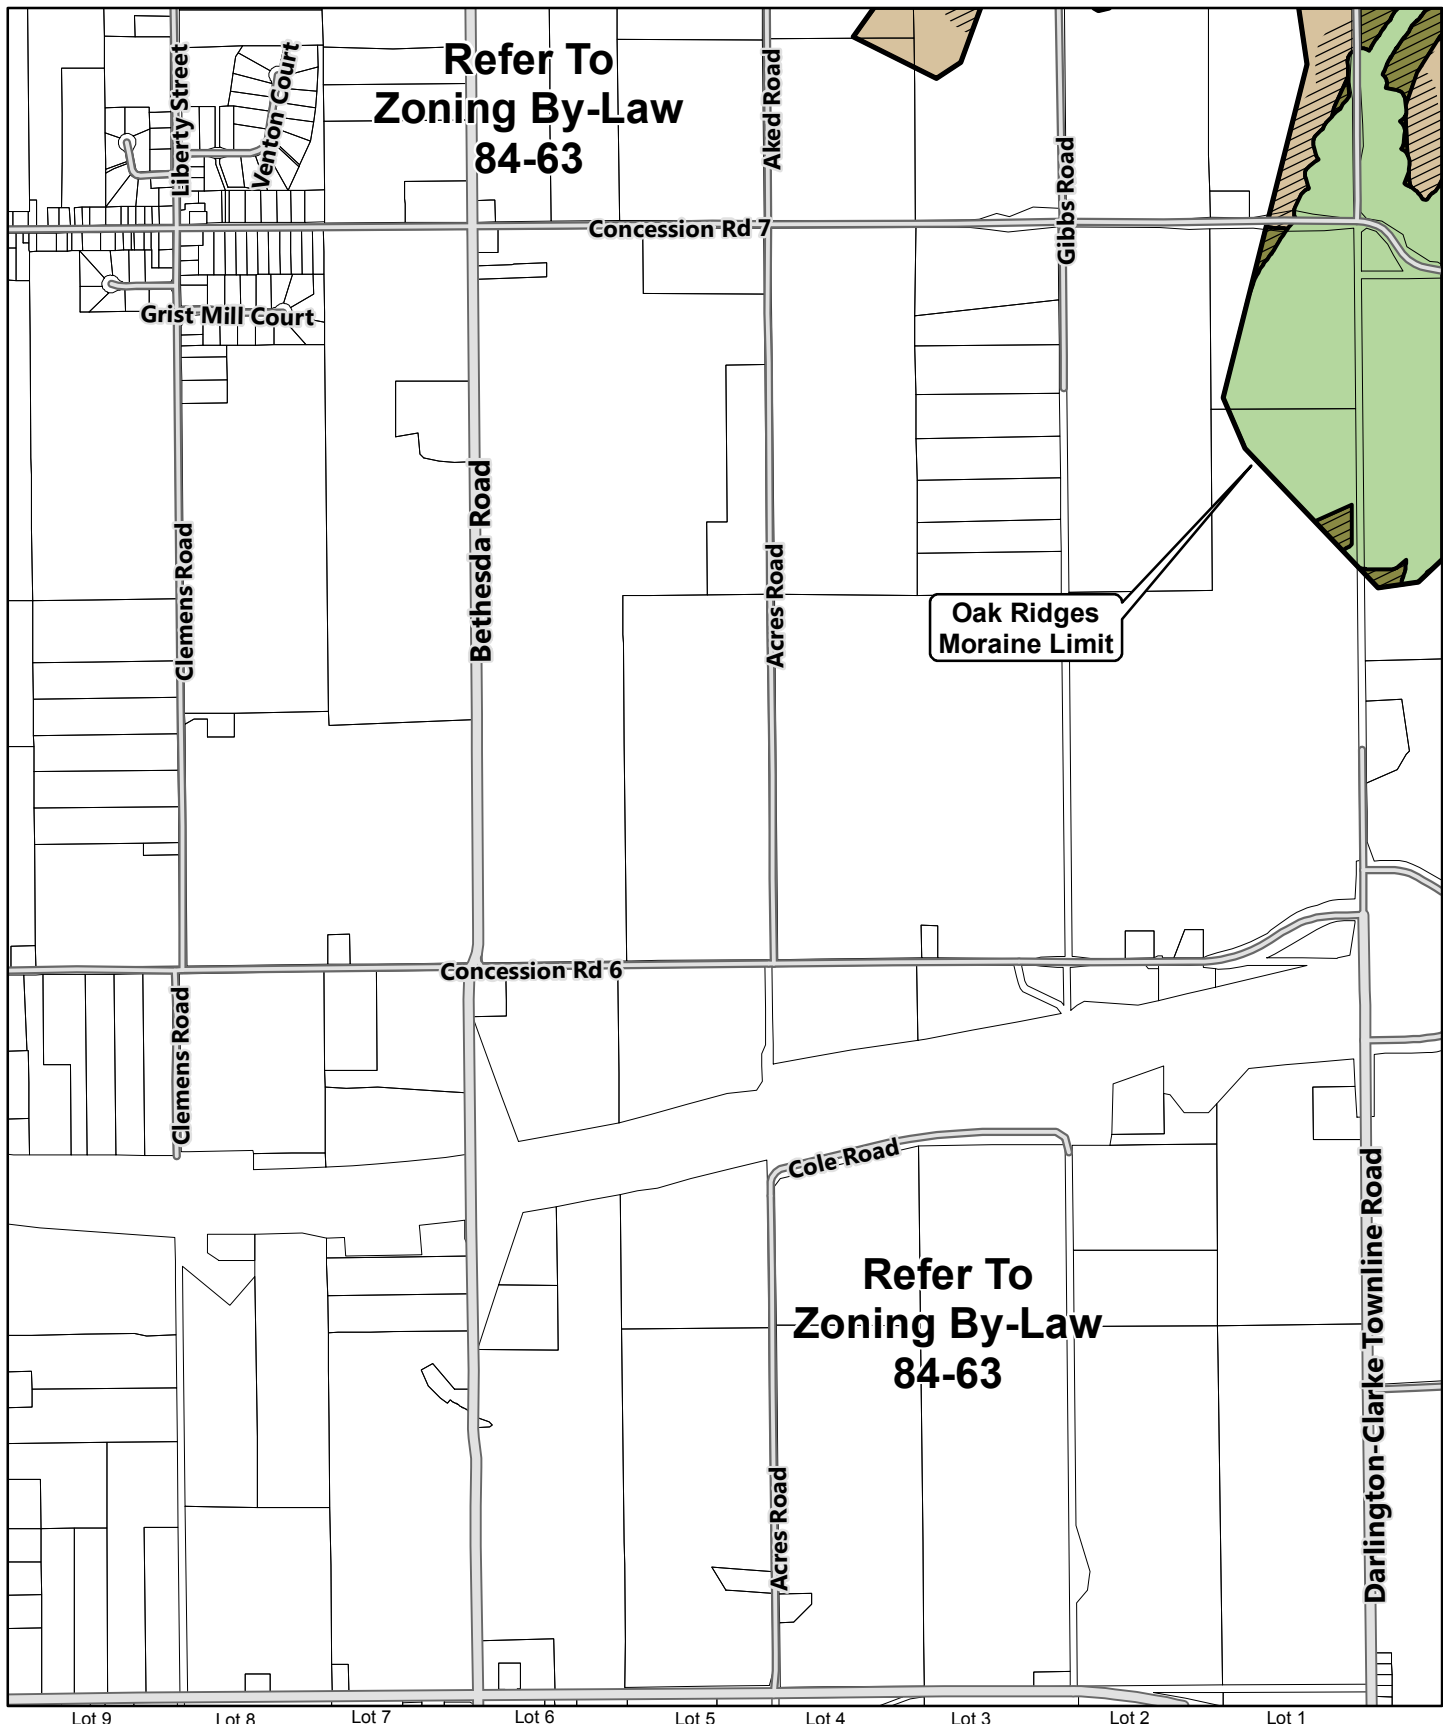 Refer To
Zoning By-Law
84-63
Liberty Street
Venton Court
Aked Road
Gibbs Road
Concession Rd 7
Grist Mill Court
Clemens Road
Bethesda Road
Acres Road
Oak Ridges
Moraine Limit
Concession Rd 6
Clemens Road
Cole Road
Refer To
Zoning By-Law
84-63
Darlington-Clarke Townline Road
Acres Road
Lot 9
Lot 8
Lot 7
Lot 6
Lot 5
Lot 4
Lot 3
Lot 2
Lot 1